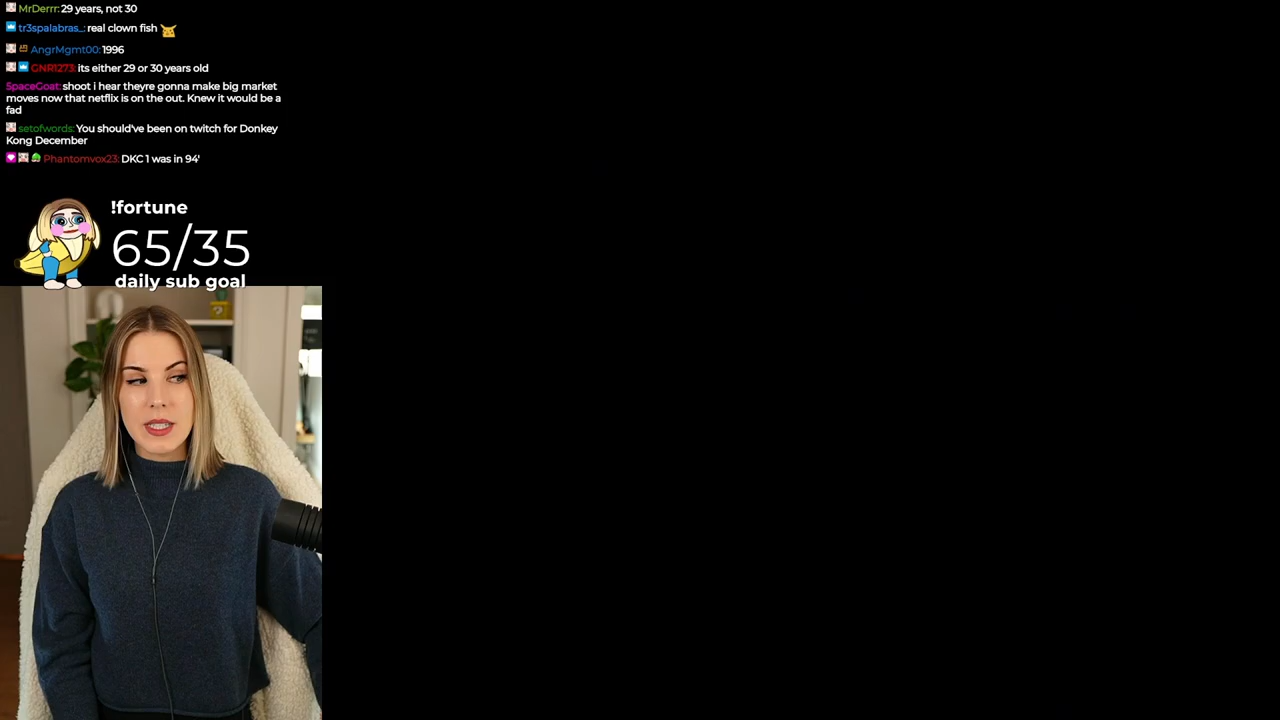 MrDerrr: 29 years, not 30
tr3spalabras_: real clown fish
AngrMgmt00: 1996
GNR1273: its either 29 or 30 years old
5paceGoat: shoot i hear theyre gonna make big market
moves now that netflix is on the out. Knew it would be a
fad
setofwords: You should've been on twitch for Donkey
Kong December
Phantomvox23: DKC 1 was in 94'
!fortune
65/35
daily sub goal